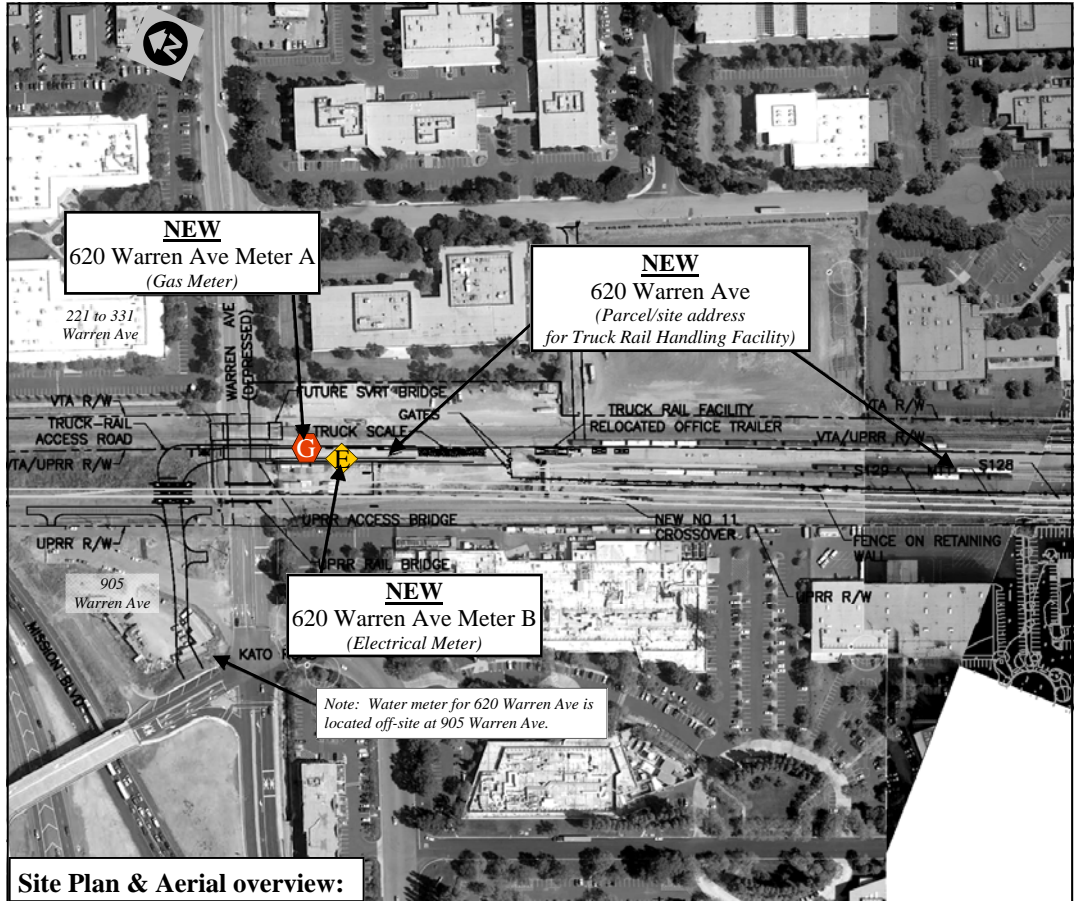 N
NEW
620 Warren Ave Meter A
(Gas Meter)
NEW
620 Warren Ave
(Parcel/site address
for Truck Rail Handling Facility)
221 to 331
Warren Ave
WARREN AVE
(DEPRESSED)
VTA R/W
FUTURE SVRT BRIDGE
GATES
TRUCK RAIL FACILITY
VTA R/W
TRUCK-RAIL
ACCESS ROAD
TRUCK SCALE
RELOCATED OFFICE TRAILER
VTA/UPRR R/W
G
E
VTA/UPRR R/W
S129
S128
UPRR ACCESS BRIDGE
NEW NO 11
CROSSOVER
UPRR R/W
UPRR RAIL BRIDGE
FENCE ON RETAINING
WALL
905
Warren Ave
NEW
620 Warren Ave Meter B
(Electrical Meter)
UPRR R/W
MISSION BLVD
KATO
Note: Water meter for 620 Warren Ave is
located off-site at 905 Warren Ave.
Site Plan & Aerial overview: